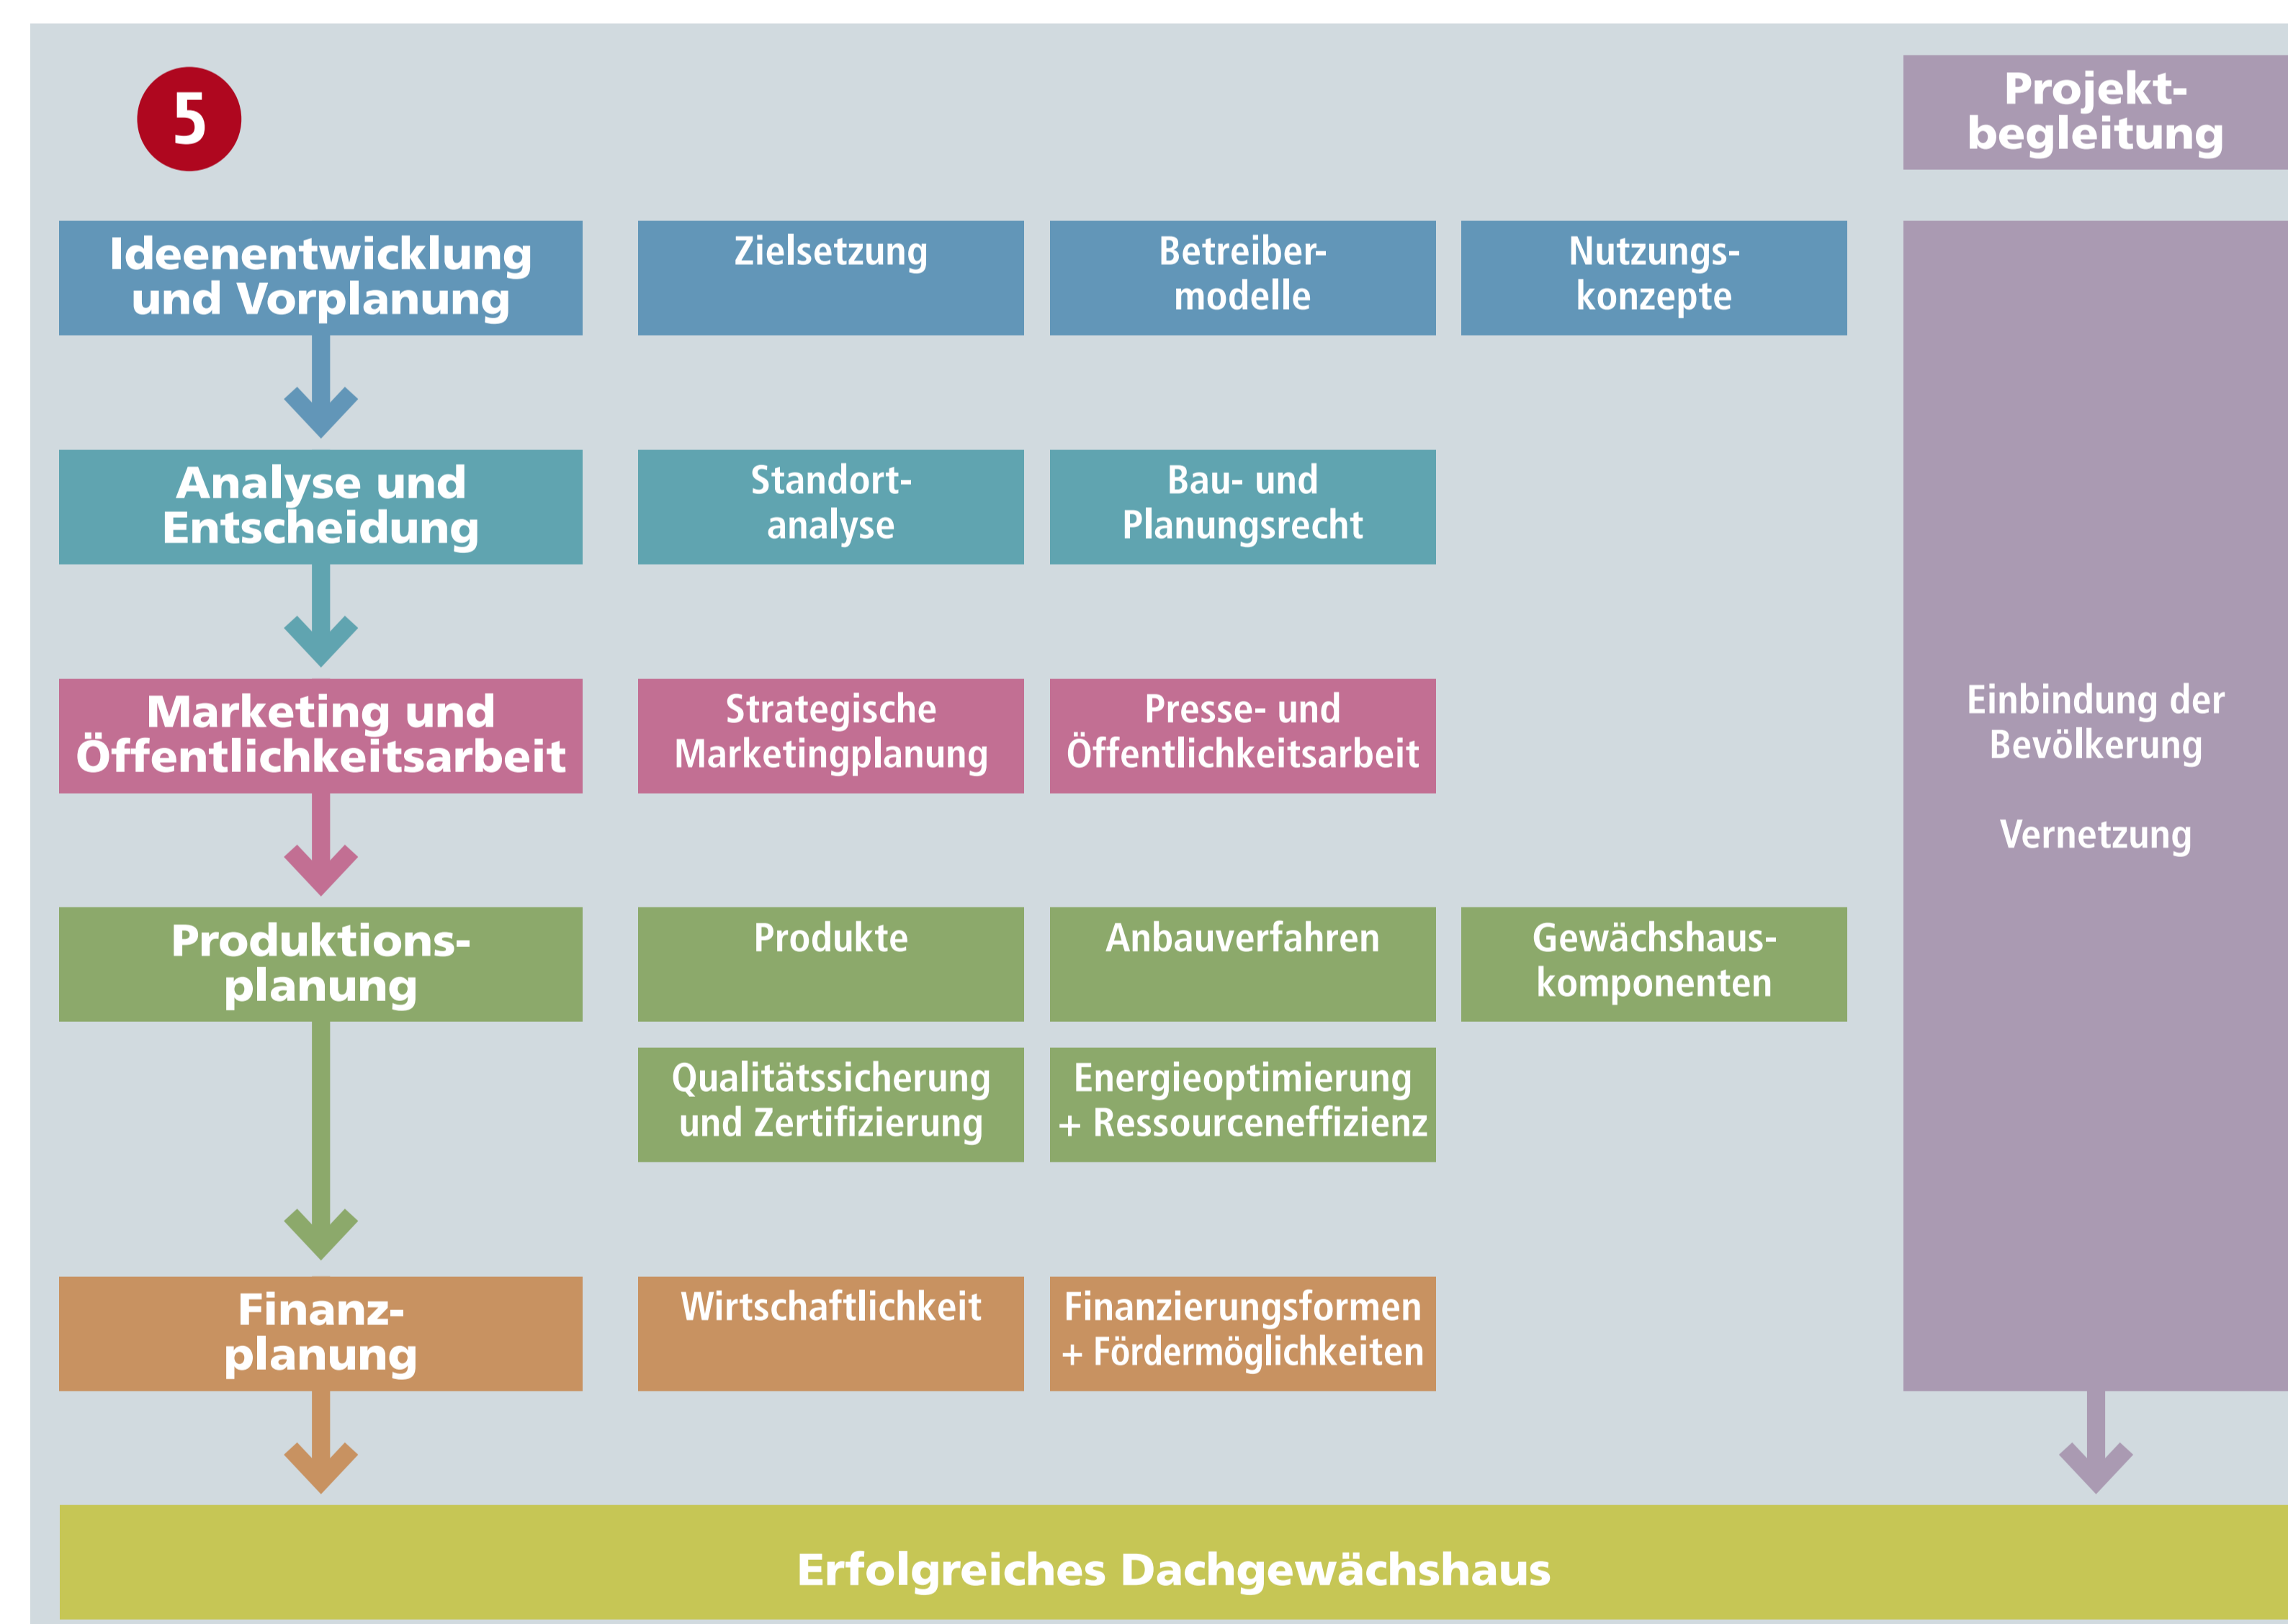 5
Projekt-
begleitung
Ideenentwicklung
und Vorplanung
Zielsetzung
Betreiber-
modelle
Nutzungs-
konzepte
Analyse und
Entscheidung
Standort-
analyse
Bau- und
Planungsrecht
Marketing und
Öffentlichkeitsarbeit
Strategische
Marketingplanung
Presse- und
Öffentlichkeitsarbeit
Einbindung der
Bevölkerung
Vernetzung
Produktions-
planung
Produkte
Anbauverfahren
Gewächshaus-
komponenten
Qualitätssicherung
und Zertifizierung
Energieoptimierung
+ Ressourceneffizienz
Finanz-
planung
Wirtschaftlichkeit
Finanzierungsformen
+ Fördermöglichkeiten
Erfolgreiches Dachgewächshaus